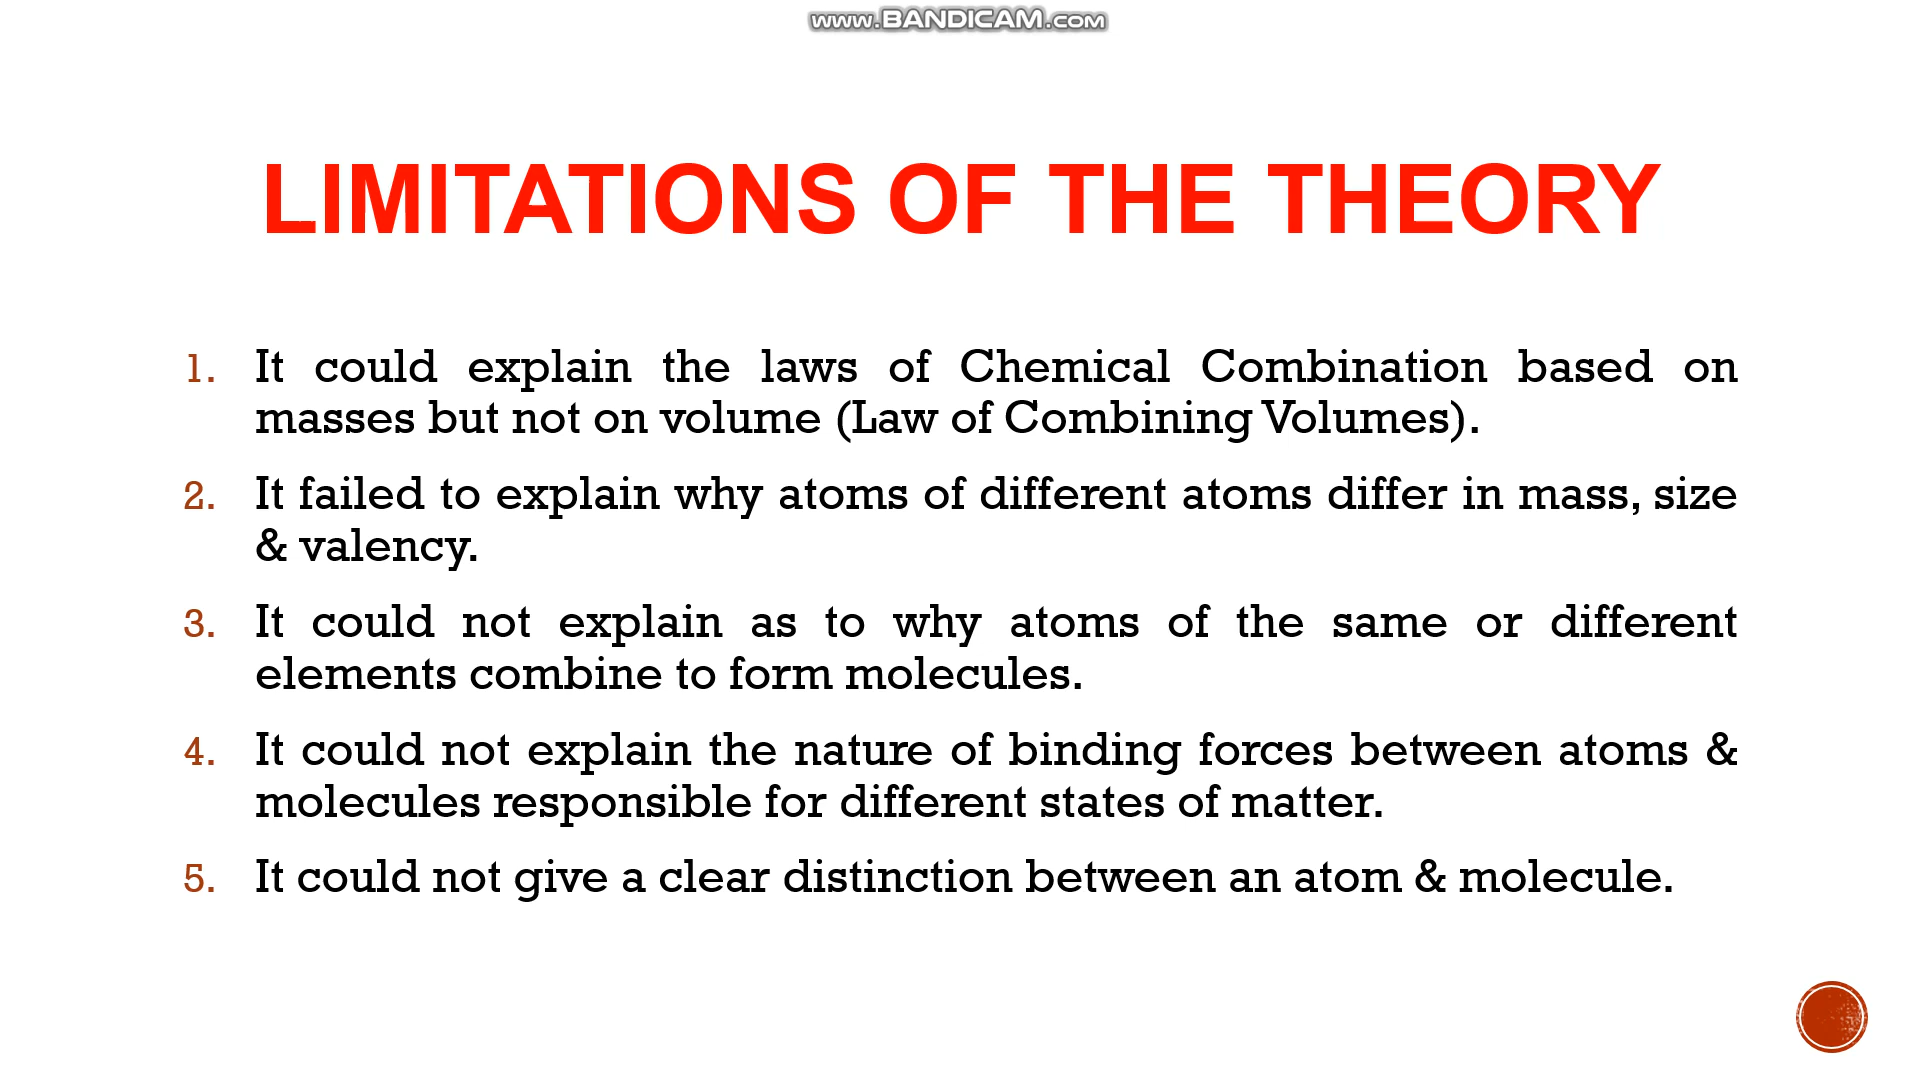 www.BANDICAM.com
LIMITATIONS OF THE THEORY
1. It could explain the laws of Chemical Combination based on
masses but not on volume (Law of Combining Volumes).
2. It failed to explain why atoms of different atoms differ in mass, size
& valency.
3. It could not explain as to why atoms of the same or different
elements combine to form molecules.
4. It could not explain the nature of binding forces between atoms &
molecules responsible for different states of matter.
5. It could not give a clear distinction between an atom & molecule.